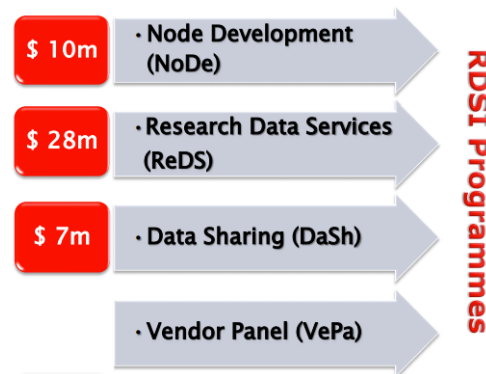 $ 10m
· Node Development
(NoDe)
$ 28m
· Research Data Services
(ReDS)
$ 7m
· Data Sharing (DaSh)
· Vendor Panel (VePa)
RDSI Programmes